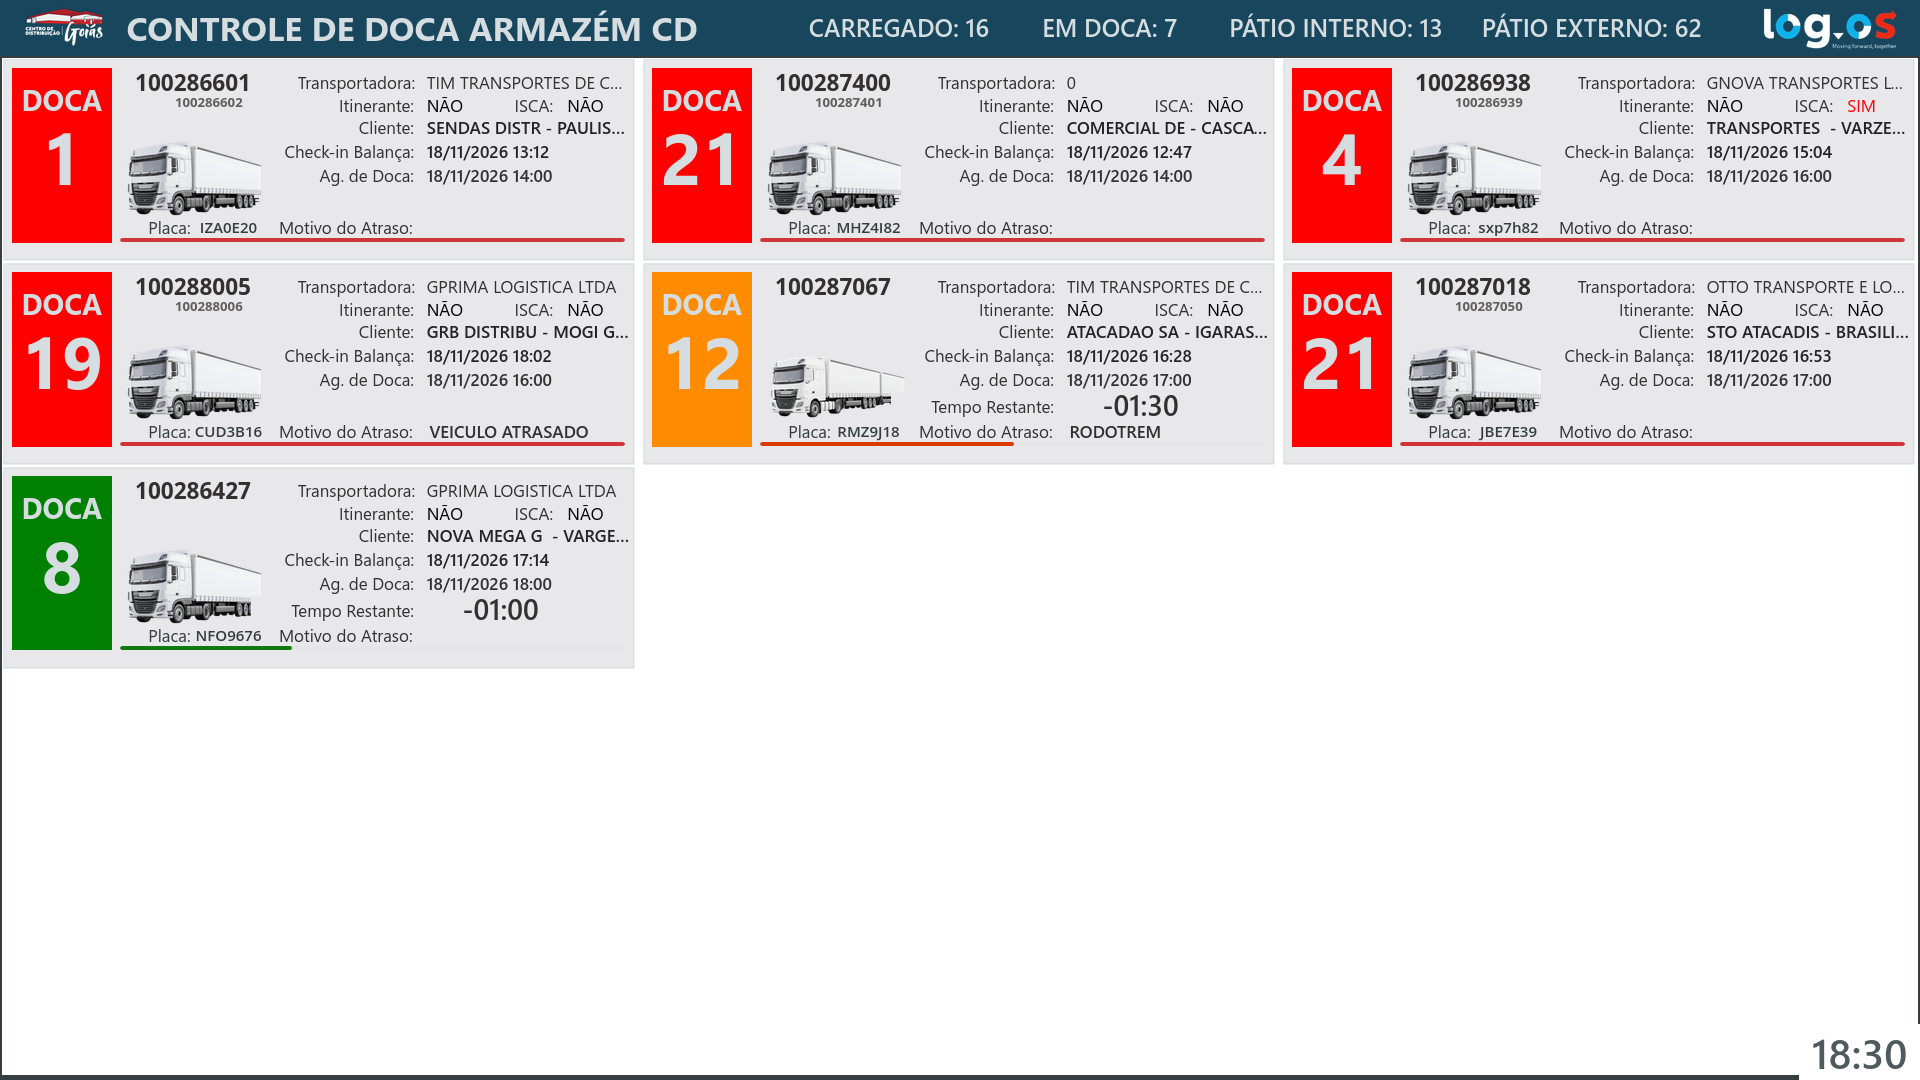 CENTRO DE DISTRIBUIÇÃO Goiás
CONTROLE DE DOCA ARMAZÉM CD
CARREGADO: 16
EM DOCA: 7
PÁTIO INTERNO: 13
PÁTIO EXTERNO: 62
log.os
Moving forward, together
DOCA
1
100286601
100286602
Transportadora: TIM TRANSPORTES DE C...
Itinerante: NÃO ISCA: NÃO
Cliente: SENDAS DISTR - PAULIS...
Check-in Balança: 18/11/2026 13:12
Ag. de Doca: 18/11/2026 14:00
Placa: IZA0E20 Motivo do Atraso:
DOCA
21
100287400
100287401
Transportadora: 0
Itinerante: NÃO ISCA: NÃO
Cliente: COMERCIAL DE - CASCA...
Check-in Balança: 18/11/2026 12:47
Ag. de Doca: 18/11/2026 14:00
Placa: MHZ4I82 Motivo do Atraso:
DOCA
4
100286938
100286939
Transportadora: GNOVA TRANSPORTES L...
Itinerante: NÃO ISCA: SIM
Cliente: TRANSPORTES - VARZE...
Check-in Balança: 18/11/2026 15:04
Ag. de Doca: 18/11/2026 16:00
Placa: sxp7h82 Motivo do Atraso:
DOCA
19
100288005
100288006
Transportadora: GPRIMA LOGISTICA LTDA
Itinerante: NÃO ISCA: NÃO
Cliente: GRB DISTRIBU - MOGI G...
Check-in Balança: 18/11/2026 18:02
Ag. de Doca: 18/11/2026 16:00
Placa: CUD3B16 Motivo do Atraso: VEICULO ATRASADO
DOCA
12
100287067
Transportadora: TIM TRANSPORTES DE C...
Itinerante: NÃO ISCA: NÃO
Cliente: ATACADAO SA - IGARAS...
Check-in Balança: 18/11/2026 16:28
Ag. de Doca: 18/11/2026 17:00
Tempo Restante: -01:30
Placa: RMZ9J18 Motivo do Atraso: RODOTREM
DOCA
21
100287018
100287050
Transportadora: OTTO TRANSPORTE E LO...
Itinerante: NÃO ISCA: NÃO
Cliente: STO ATACADIS - BRASILI...
Check-in Balança: 18/11/2026 16:53
Ag. de Doca: 18/11/2026 17:00
Placa: JBE7E39 Motivo do Atraso:
DOCA
8
100286427
Transportadora: GPRIMA LOGISTICA LTDA
Itinerante: NÃO ISCA: NÃO
Cliente: NOVA MEGA G - VARGE...
Check-in Balança: 18/11/2026 17:14
Ag. de Doca: 18/11/2026 18:00
Tempo Restante: -01:00
Placa: NFO9676 Motivo do Atraso:
18:30